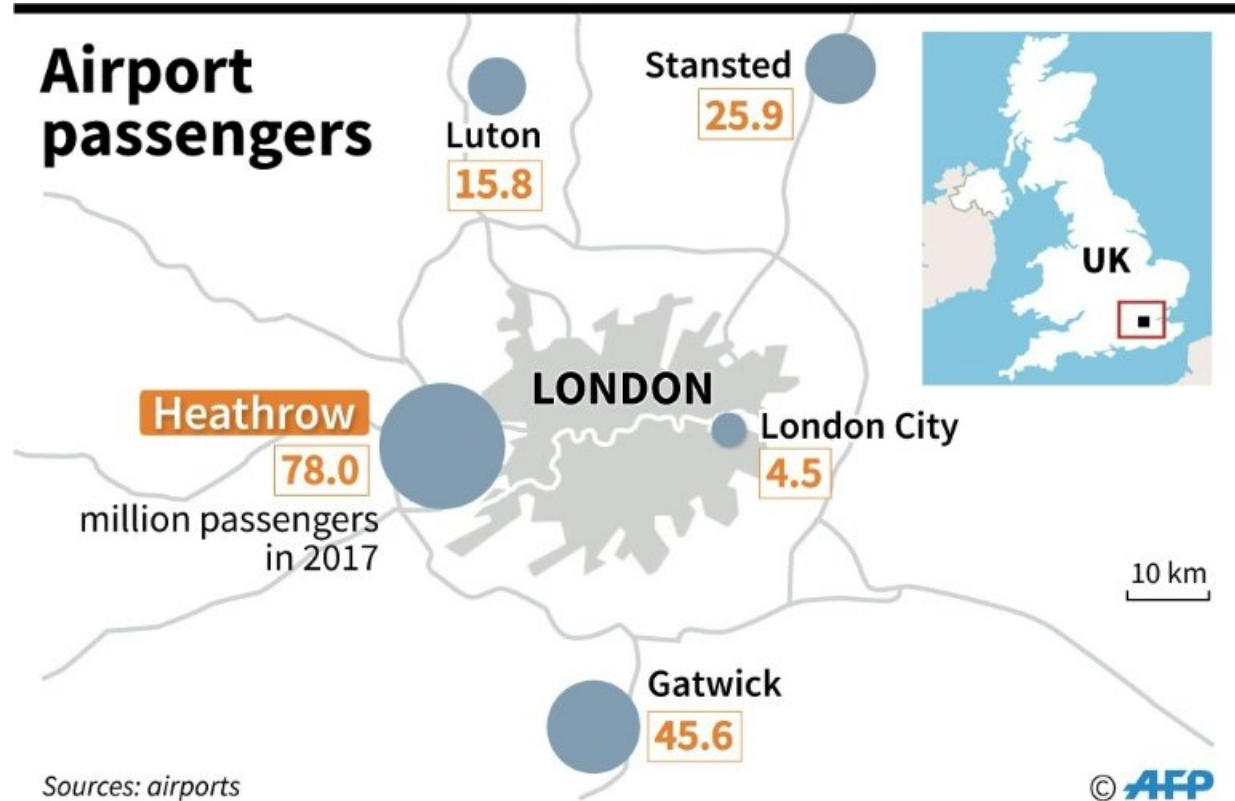 Airport
passengers
Luton
15.8
Stansted
25.9
UK
LONDON
Heathrow
78.0
million passengers
in 2017
London City
4.5
10 km
Gatwick
45.6
Sources: airports
© AFP